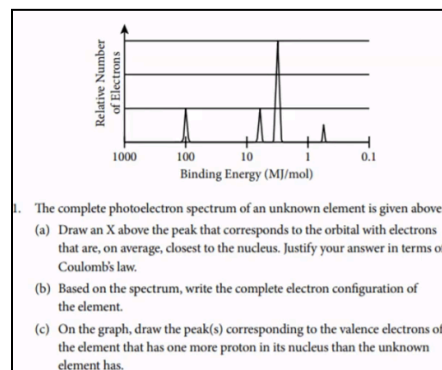 Relative Number
of Electrons
1000 100 10 1 0.1
Binding Energy (MJ/mol)
1. The complete photoelectron spectrum of an unknown element is given above
(a) Draw an X above the peak that corresponds to the orbital with electrons
that are, on average, closest to the nucleus. Justify your answer in terms o
Coulomb's law.
(b) Based on the spectrum, write the complete electron configuration of
the element.
(c) On the graph, draw the peak(s) corresponding to the valence electrons of
the element that has one more proton in its nucleus than the unknown
element has.